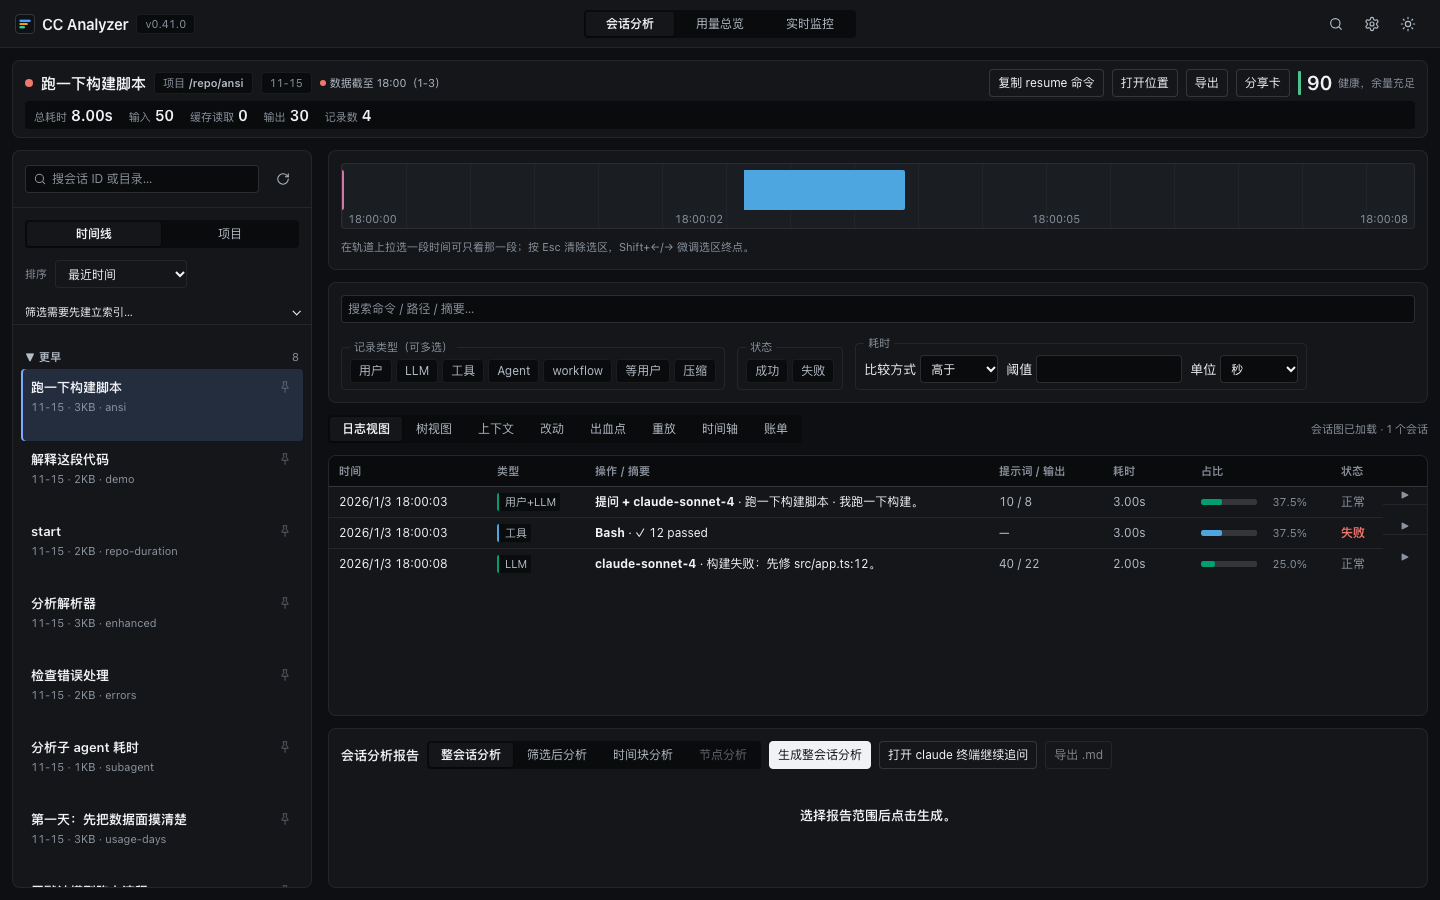 CC Analyzer v0.41.0
会话分析 用量总览 实时监控
跑一下构建脚本 项目 /repo/ansi 11-15 数据截至 18:00 (1-3)
复制 resume 命令 打开位置 导出 分享卡 90 健康，余量充足
总耗时 8.00s 输入 50 缓存读取 0 输出 30 记录数 4
搜会话 ID 或目录...
时间线 项目
排序 最近时间
筛选需要先建立索引...
▼ 更早 8
跑一下构建脚本
11-15 · 3KB · ansi
解释这段代码
11-15 · 2KB · demo
start
11-15 · 2KB · repo-duration
分析解析器
11-15 · 3KB · enhanced
检查错误处理
11-15 · 2KB · errors
分析子 agent 耗时
11-15 · 1KB · subagent
第一天：先把数据面摸清楚
11-15 · 3KB · usage-days
18:00:00 18:00:02 18:00:05 18:00:08
在轨道上拉选一段时间可只看那一段；按 Esc 清除选区，Shift+←/→ 微调选区终点。
搜索命令 / 路径 / 摘要...
记录类型（可多选）
用户 LLM 工具 Agent workflow 等用户 压缩
状态
成功 失败
耗时
比较方式 高于 阈值 单位 秒
日志视图 树视图 上下文 改动 出血点 重放 时间轴 账单
会话图已加载 · 1 个会话
时间 类型 操作 / 摘要 提示词 / 输出 耗时 占比 状态
2026/1/3 18:00:03 用户+LLM 提问 + claude-sonnet-4 · 跑一下构建脚本 · 我跑一下构建。 10 / 8 3.00s 37.5% 正常
2026/1/3 18:00:03 工具 Bash · ✓ 12 passed — 3.00s 37.5% 失败
2026/1/3 18:00:08 LLM claude-sonnet-4 · 构建失败：先修 src/app.ts:12。 40 / 22 2.00s 25.0% 正常
会话分析报告 整会话分析 筛选后分析 时间块分析 节点分析 生成整会话分析 打开 claude 终端继续追问 导出 .md
选择报告范围后点击生成。